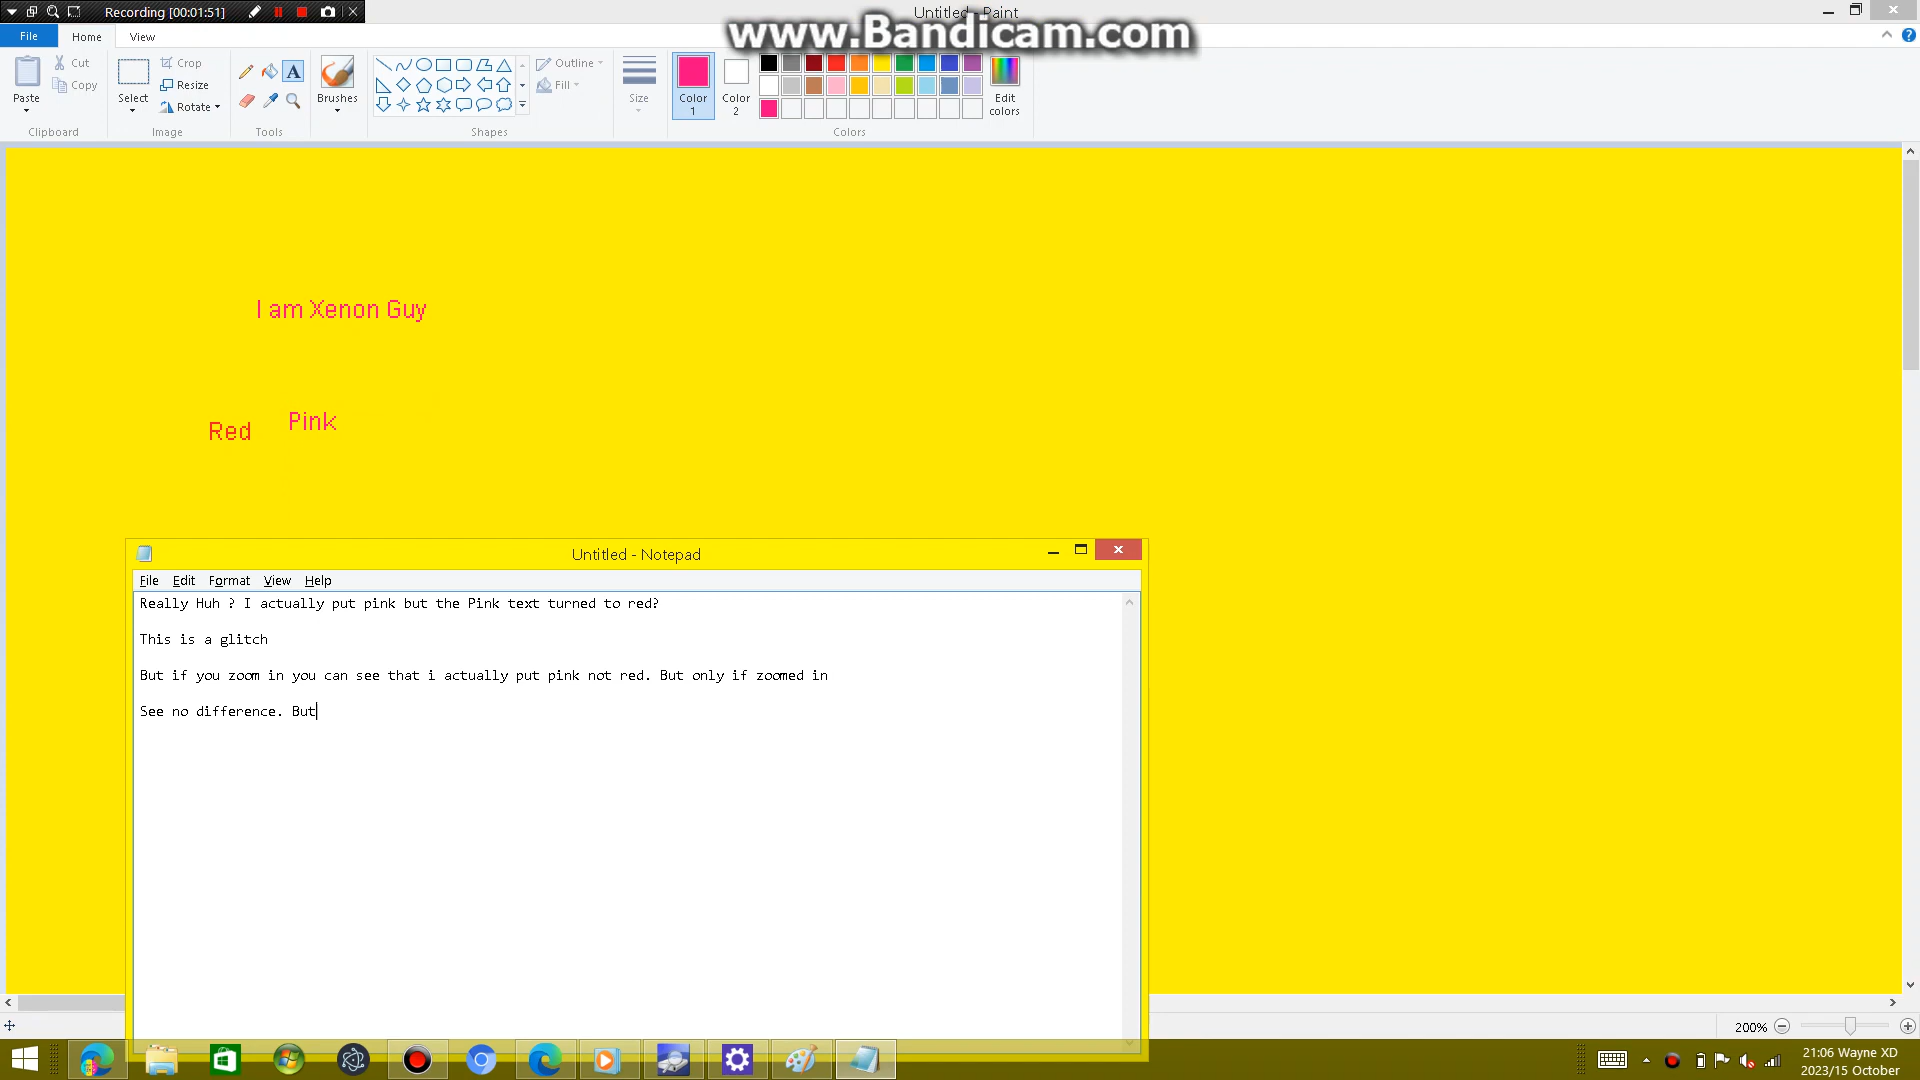 Recording [00:01:51]
Untitled - Paint
www.Bandicam.com
File Home View
Paste
Cut
Copy
Clipboard
Select
Crop
Resize
Rotate
Image
A
Tools
Brushes
Shapes
Outline
Fill
Size
Color 1
Color 2
Edit colors
Colors
I am Xenon Guy
Red
Pink
Untitled - Notepad
File Edit Format View Help
Really Huh ? I actually put pink but the Pink text turned to red?
This is a glitch
But if you zoom in you can see that i actually put pink not red. But only if zoomed in
See no difference. But
200%
21:06 Wayne XD
2023/15 October